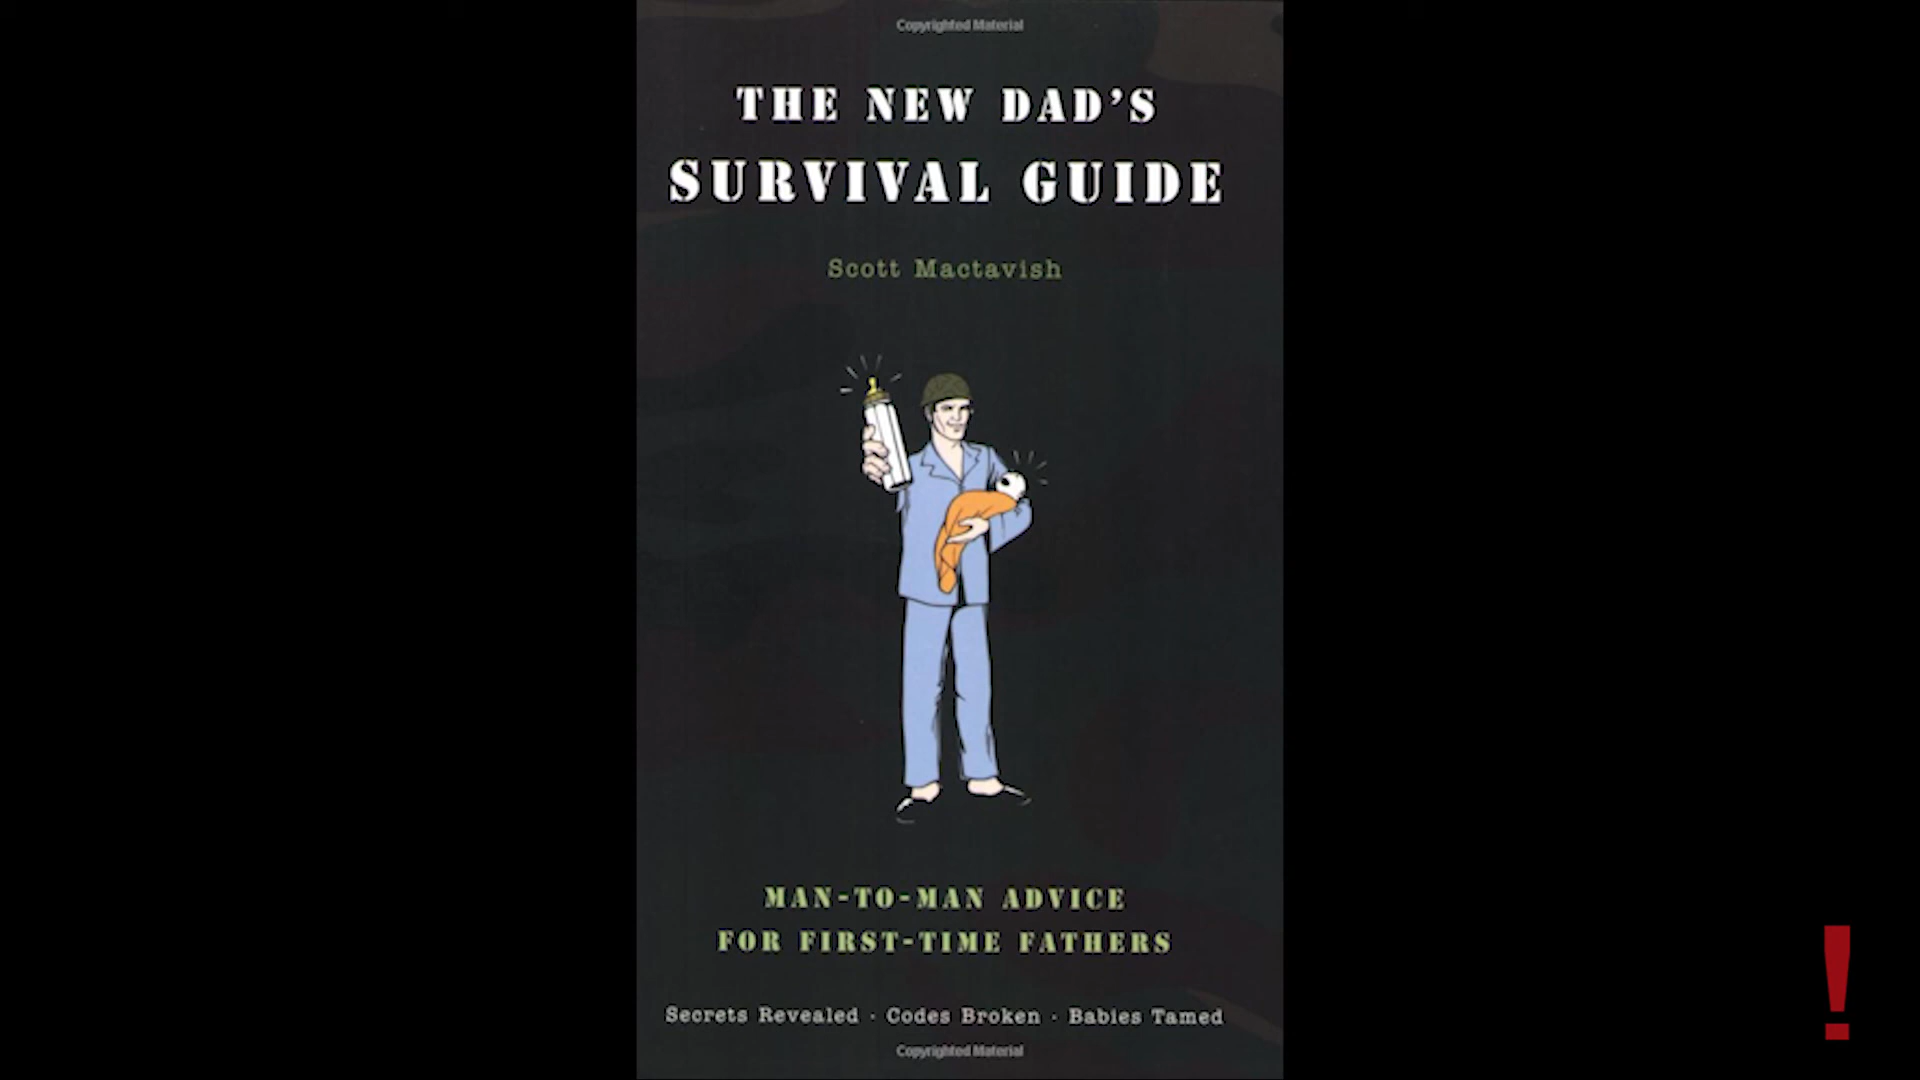 Copyrighted Material
THE NEW DAD'S
SURVIVAL GUIDE
Scott Mactavish
MAN-TO-MAN ADVICE
FOR FIRST-TIME FATHERS
Secrets Revealed · Codes Broken · Babies Tamed
Copyrighted Material
!